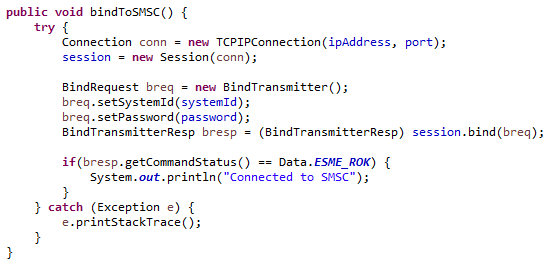 public void bindToSMSC() {
    try {
        Connection conn = new TCPIPConnection(ipAddress, port);
        session = new Session(conn);

        BindRequest breq = new BindTransmitter();
        breq.setSystemId(systemId);
        breq.setPassword(password);
        BindTransmitterResp bresp = (BindTransmitterResp) session.bind(breq);

        if(bresp.getCommandStatus() == Data.ESME_ROK) {
            System.out.println("Connected to SMSC");
        }
    } catch (Exception e) {
        e.printStackTrace();
    }
}